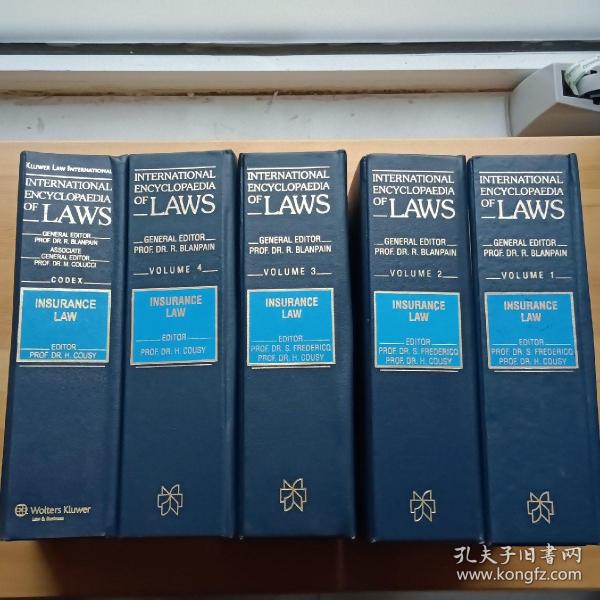 KLUWER LAW INTERNATIONAL
INTERNATIONAL
ENCYCLOPAEDIA
OF LAWS
GENERAL EDITOR
PROF. DR. R. BLANPAIN
ASSOCIATE
GENERAL EDITOR
PROF. DR. M. COLUCCI
CODEX
INSURANCE
LAW
EDITOR
PROF. DR. H. COUSY
Wolters Kluwer
Law & Business
INTERNATIONAL
ENCYCLOPAEDIA
OF LAWS
GENERAL EDITOR
PROF. DR. R. BLANPAIN
VOLUME 4
INSURANCE
LAW
EDITOR
PROF. DR. H. COUSY
INTERNATIONAL
ENCYCLOPAEDIA
OF LAWS
GENERAL EDITOR
PROF. DR. R. BLANPAIN
VOLUME 3
INSURANCE
LAW
EDITOR
PROF. DR. S. FREDERICQ
PROF. DR. H. COUSY
INTERNATIONAL
ENCYCLOPAEDIA
OF LAWS
GENERAL EDITOR
PROF. DR. R. BLANPAIN
VOLUME 2
INSURANCE
LAW
EDITOR
PROF. DR. S. FREDERICQ
PROF. DR. H. COUSY
INTERNATIONAL
ENCYCLOPAEDIA
OF LAWS
GENERAL EDITOR
PROF. DR. R. BLANPAIN
VOLUME 1
INSURANCE
LAW
EDITOR
PROF. DR. S. FREDERICQ
PROF. DR. H. COUSY
孔夫子旧书网
www.kongfz.com